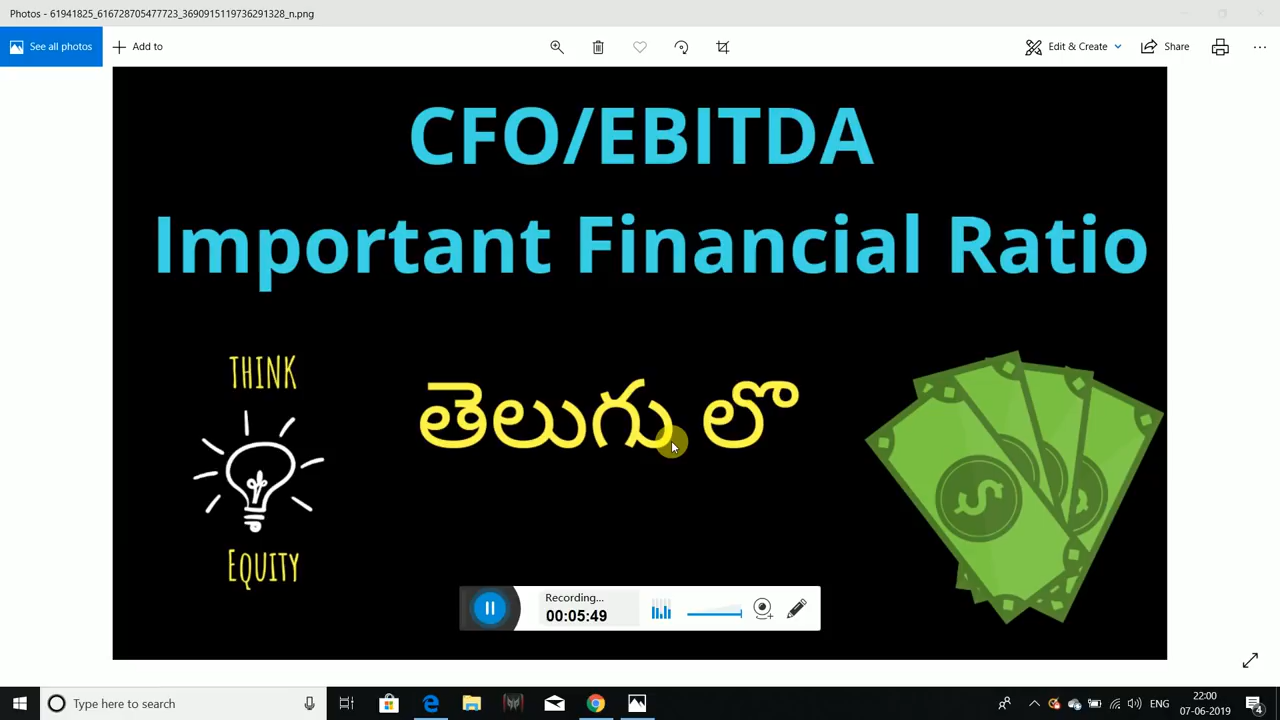 Photos - 61941825_616728705477723_3690915119736291328_n.png
See all photos
Add to
Edit & Create
Share
CFO/EBITDA
Important Financial Ratio
THINK
తెలుగు లొ
EQUITY
Recording...
00:05:49
Type here to search
ENG
22:00
07-06-2019
4